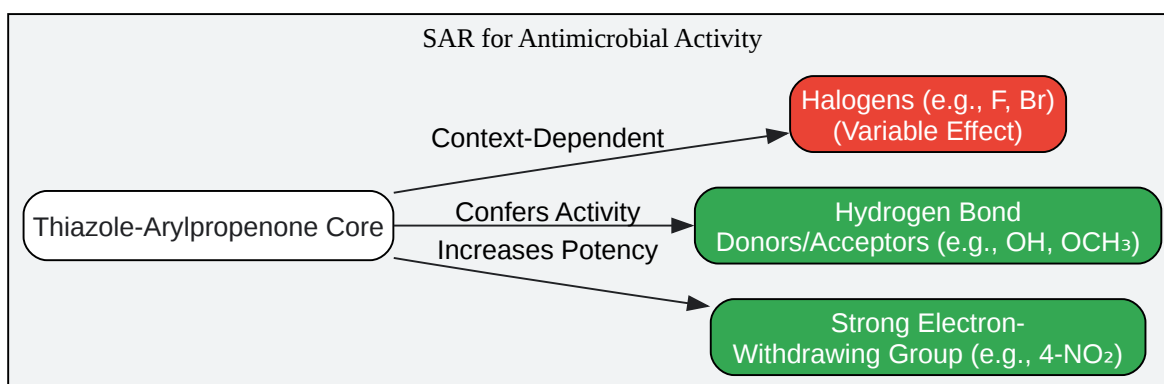 SAR for Antimicrobial Activity
Halogens (e.g., F, Br)
(Variable Effect)
Context-Dependent
Thiazole-Arylpropenone Core
Confers Activity
Hydrogen Bond
Donors/Acceptors (e.g., OH, OCH₃)
Increases Potency
Strong Electron-
Withdrawing Group (e.g., 4-NO₂)